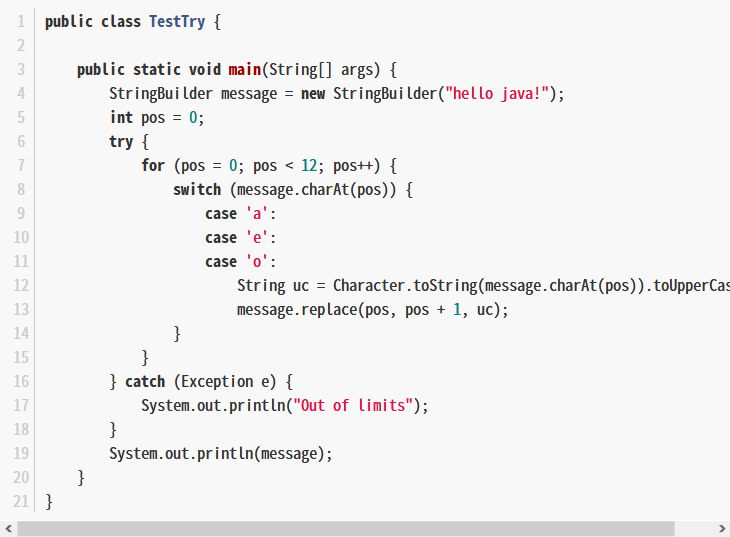 1 public class TestTry {
2
3     public static void main(String[] args) {
4         StringBuilder message = new StringBuilder("hello java!");
5         int pos = 0;
6         try {
7             for (pos = 0; pos < 12; pos++) {
8                 switch (message.charAt(pos)) {
9                     case 'a':
10                     case 'e':
11                     case 'o':
12                         String uc = Character.toString(message.charAt(pos)).toUpperCas
13                         message.replace(pos, pos + 1, uc);
14                 }
15             }
16         } catch (Exception e) {
17             System.out.println("Out of limits");
18         }
19         System.out.println(message);
20     }
21 }